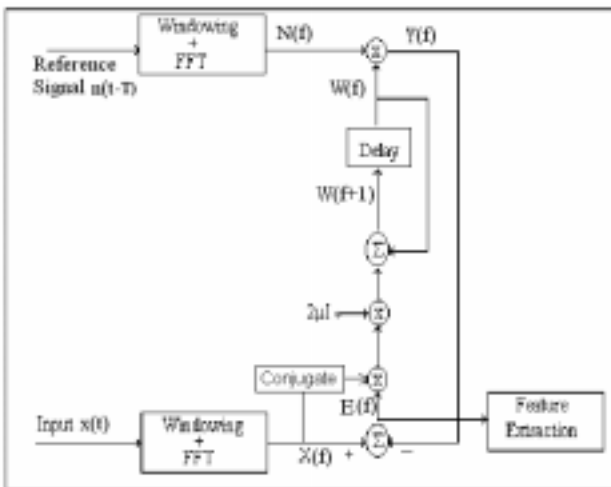 Windowing
+
FFT
N(f)
Y(f)
Reference
Signal n(t-T)
W(f)
Delay
W(f+1)
Σ
2μI
x
Conjugate
x
E(f)
Input x(t)
Windowing
+
FFT
X(f)
+
Σ
−
Feature
Extraction